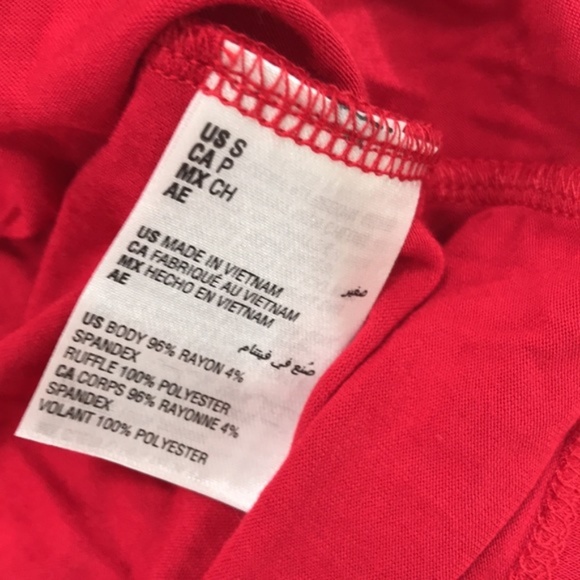 US S
CA P
MX CH
AE
صغير
US MADE IN VIETNAM
CA FABRIQUÉ AU VIETNAM
MX HECHO EN VIETNAM
AE
صُنع في فيتنام
US BODY 96% RAYON 4%
SPANDEX
RUFFLE 100% POLYESTER
CA CORPS 96% RAYONNE 4%
SPANDEX
VOLANT 100% POLYESTER